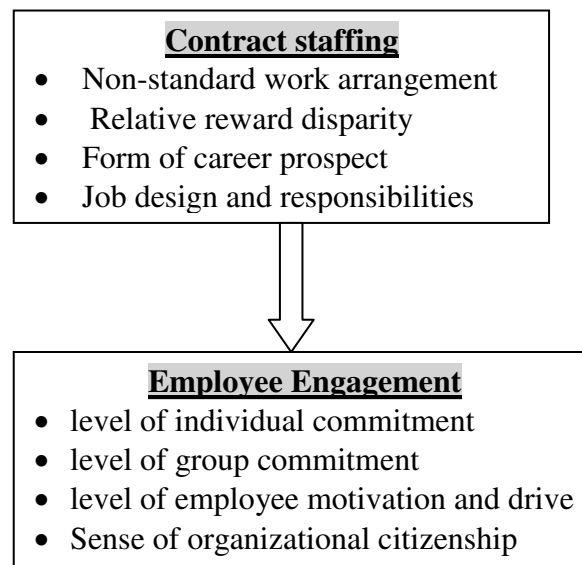 Contract staffing
• Non-standard work arrangement
• Relative reward disparity
• Form of career prospect
• Job design and responsibilities
Employee Engagement
• level of individual commitment
• level of group commitment
• level of employee motivation and drive
• Sense of organizational citizenship